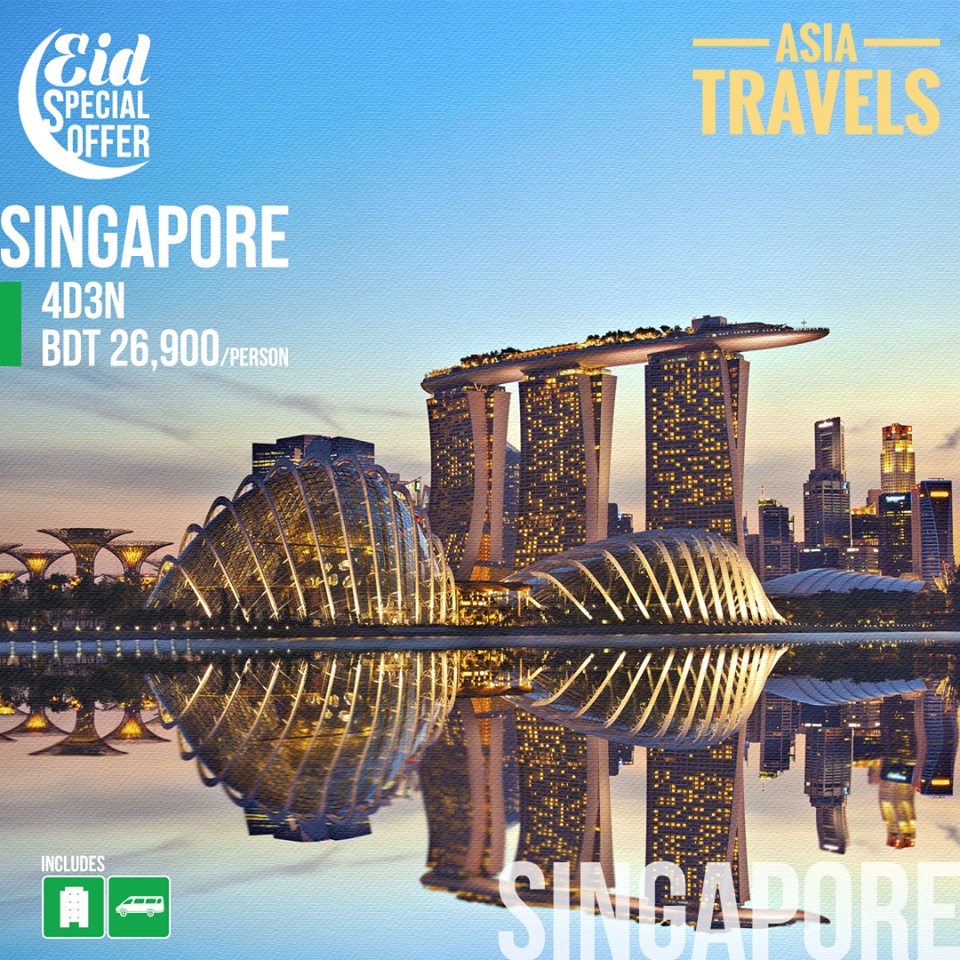 Eid
SPECIAL
OFFER
ASIA
TRAVELS
SINGAPORE
4D3N
BDT 26,900/PERSON
INCLUDES
SINGAPORE